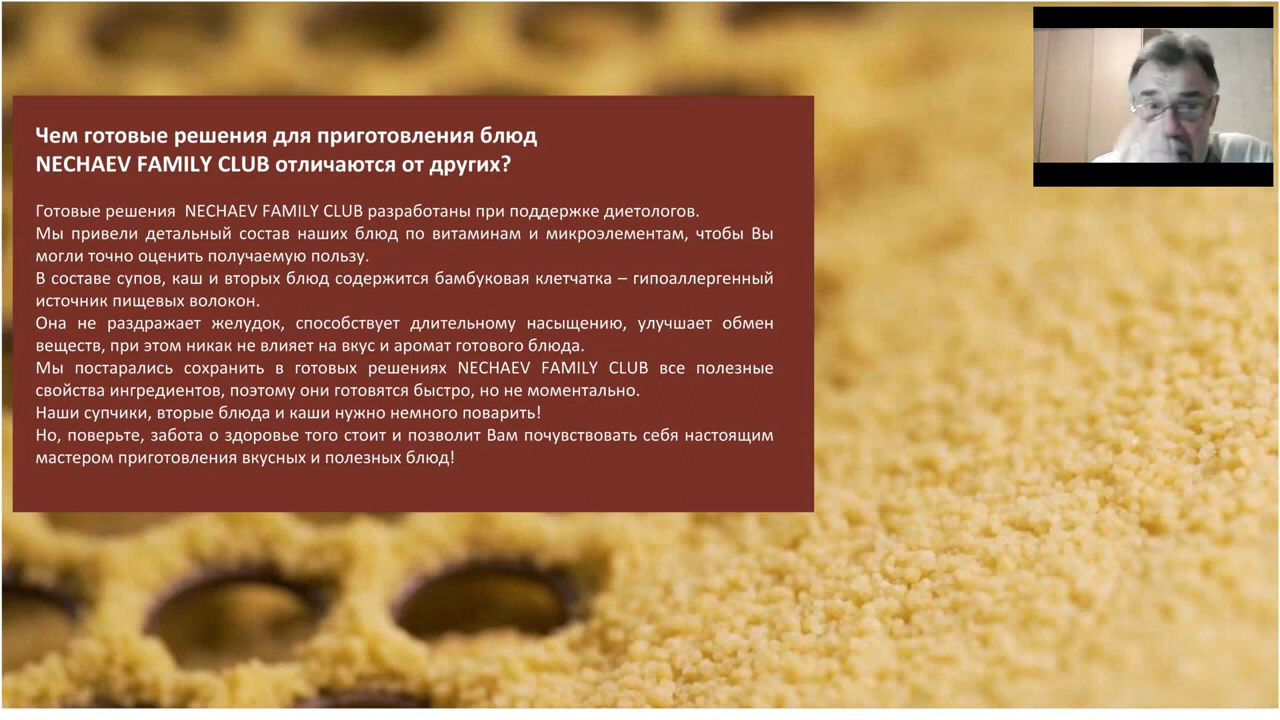 Чем готовые решения для приготовления блюд
NECHAEV FAMILY CLUB отличаются от других?
Готовые решения NECHAEV FAMILY CLUB разработаны при поддержке диетологов.
Мы привели детальный состав наших блюд по витаминам и микроэлементам, чтобы Вы
могли точно оценить получаемую пользу.
В составе супов, каш и вторых блюд содержится бамбуковая клетчатка – гипоаллергенный
источник пищевых волокон.
Она не раздражает желудок, способствует длительному насыщению, улучшает обмен
веществ, при этом никак не влияет на вкус и аромат готового блюда.
Мы постарались сохранить в готовых решениях NECHAEV FAMILY CLUB все полезные
свойства ингредиентов, поэтому они готовятся быстро, но не моментально.
Наши супчики, вторые блюда и каши нужно немного поварить!
Но, поверьте, забота о здоровье того стоит и позволит Вам почувствовать себя настоящим
мастером приготовления вкусных и полезных блюд!